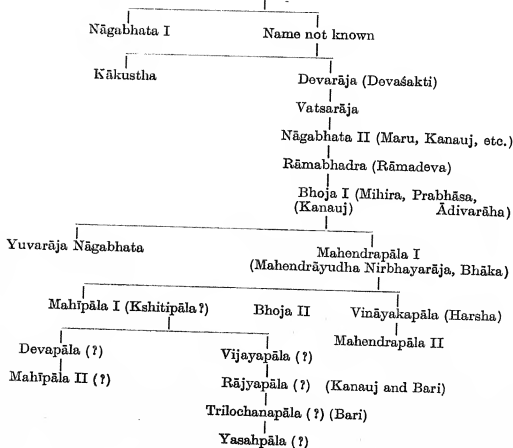 Nāgabhata I Name not known
Kākustha Devarāja (Devaśakti)
Vatsarāja
Nāgabhata II (Maru, Kanauj, etc.)
Rāmabhadra (Rāmadeva)
Bhoja I (Mihira, Prabhāsa,
(Kanauj) Ādivarāha)
Yuvarāja Nāgabhata Mahendrapāla I
(Mahendrāyudha Nirbhayarāja, Bhāka)
Mahīpāla I (Kshitipāla?) Bhoja II Vināyakapāla (Harsha)
Mahendrapāla II
Devapāla (?) Vijayapāla (?)
Mahīpāla II (?) Rājyapāla (?) (Kanauj and Bari)
Trilochanapāla (?) (Bari)
Yasahpāla (?)